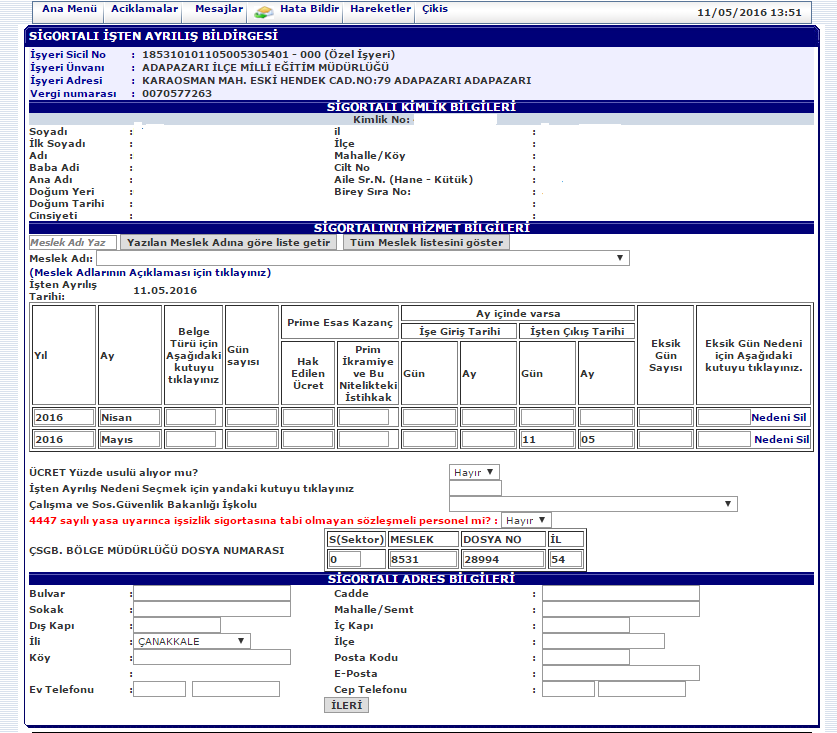 Ana Menü Aciklamalar Mesajlar Hata Bildir Hareketler Çikis 11/05/2016 13:51
SİGORTALI İŞTEN AYRILIŞ BİLDİRGESİ
İşyeri Sicil No : 185310101105005305401 - 000 (Özel İşyeri)
İşyeri Ünvanı : ADAPAZARI İLÇE MİLLİ EĞİTİM MÜDÜRLÜĞÜ
İşyeri Adresi : KARAOSMAN MAH. ESKİ HENDEK CAD.NO:79 ADAPAZARI ADAPAZARI
Vergi numarası : 0070577263
SİGORTALI KİMLİK BİLGİLERİ
Kimlik No:
Soyadı : il :
İlk Soyadı : İlçe :
Adı : Mahalle/Köy :
Baba Adi : Cilt No :
Ana Adı : Aile Sr.N. (Hane - Kütük) :
Doğum Yeri : Birey Sıra No: :
Doğum Tarihi : :
Cinsiyeti : :
SİGORTALININ HİZMET BİLGİLERİ
Meslek Adı Yaz Yazılan Meslek Adına göre liste getir Tüm Meslek listesini göster
Meslek Adı:
(Meslek Adlarının Açıklaması için tıklayınız)
İşten Ayrılış
Tarihi: 11.05.2016
Yıl Ay Belge Türü için Aşağıdaki kutuyu tıklayınız Gün sayısı Prime Esas Kazanç Ay içinde varsa Eksik Gün Sayısı Eksik Gün Nedeni için Aşağıdaki kutuyu tıklayınız.
İşe Giriş Tarihi İşten Çıkış Tarihi
Hak Edilen Ücret Prim İkramiye ve Bu Nitelikteki İstihkak Gün Ay Gün Ay
2016 Nisan Nedeni Sil
2016 Mayıs 11 05 Nedeni Sil
ÜCRET Yüzde usulü alıyor mu? Hayır
İşten Ayrılış Nedeni Seçmek için yandaki kutuyu tıklayınız
Çalışma ve Sos.Güvenlik Bakanlığı İşkolu
4447 sayılı yasa uyarınca işsizlik sigortasına tabi olmayan sözleşmeli personel mi? : Hayır
S(Sektor) MESLEK DOSYA NO İL
ÇSGB. BÖLGE MÜDÜRLÜĞÜ DOSYA NUMARASI
0 8531 28994 54
SİGORTALI ADRES BİLGİLERİ
Bulvar : Cadde :
Sokak : Mahalle/Semt :
Dış Kapı : İç Kapı :
İli : ÇANAKKALE İlçe :
Köy : Posta Kodu :
: E-Posta :
Ev Telefonu : Cep Telefonu :
İLERİ